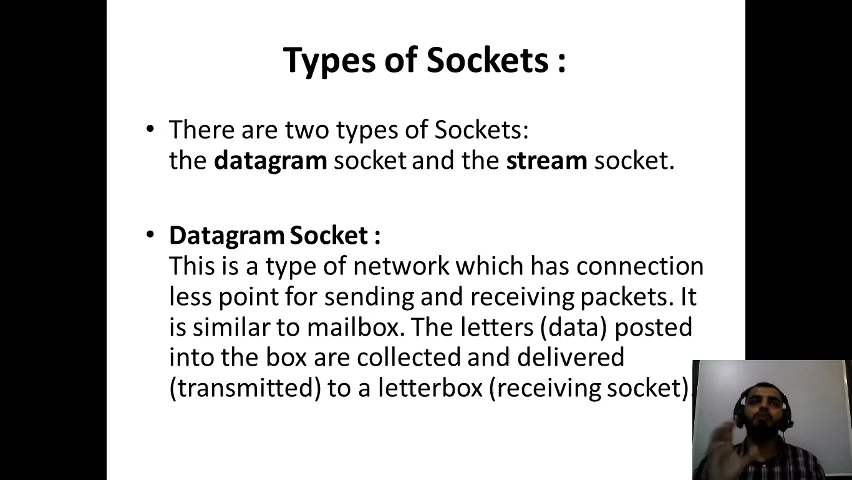 Types of Sockets :
• There are two types of Sockets:
the datagram socket and the stream socket.
• Datagram Socket :
This is a type of network which has connection
less point for sending and receiving packets. It
is similar to mailbox. The letters (data) posted
into the box are collected and delivered
(transmitted) to a letterbox (receiving socket).